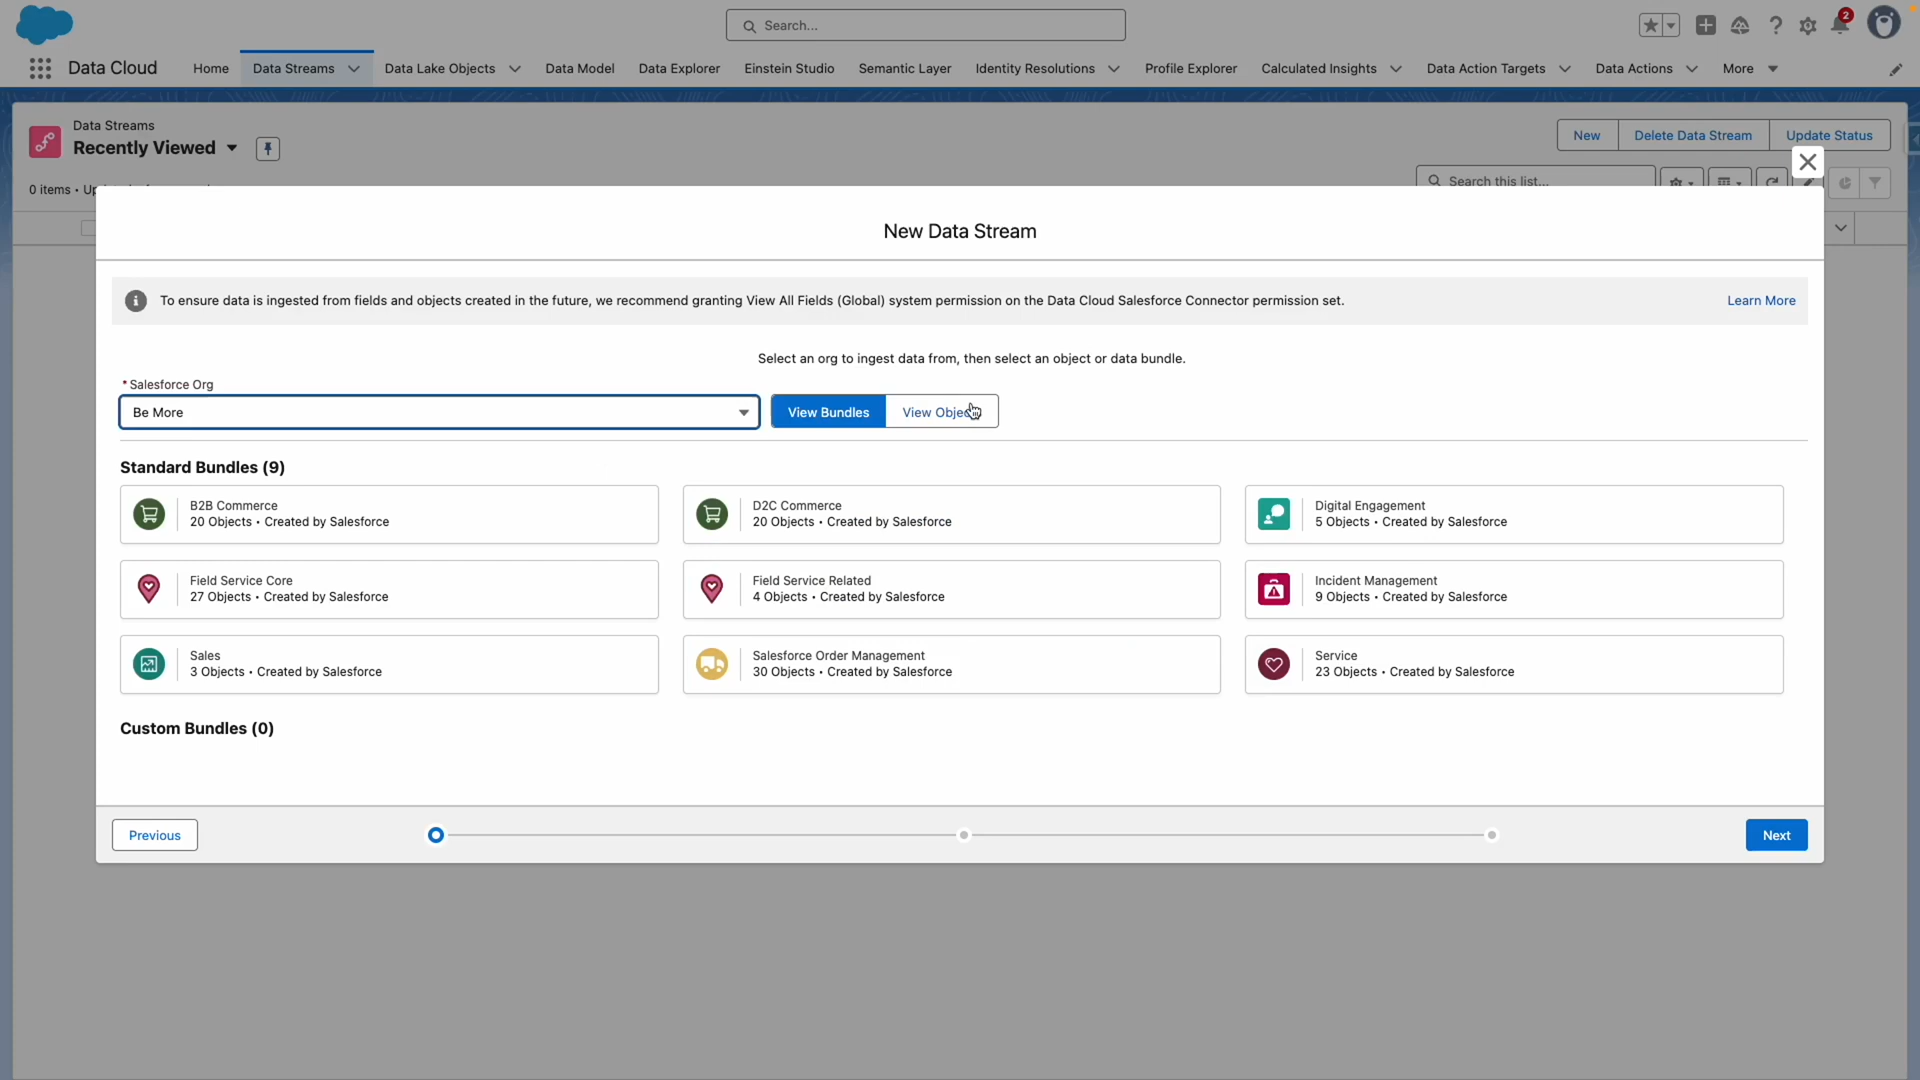 Search...
2
Data Cloud
Home
Data Streams
Data Lake Objects
Data Model
Data Explorer
Einstein Studio
Semantic Layer
Identity Resolutions
Profile Explorer
Calculated Insights
Data Action Targets
Data Actions
More
Data Streams
Recently Viewed
New
Delete Data Stream
Update Status
0 items •
Search this list...
New Data Stream
To ensure data is ingested from fields and objects created in the future, we recommend granting View All Fields (Global) system permission on the Data Cloud Salesforce Connector permission set.
Learn More
Select an org to ingest data from, then select an object or data bundle.
* Salesforce Org
Be More
View Bundles
View
Standard Bundles (9)
B2B Commerce
20 Objects • Created by Salesforce
D2C Commerce
20 Objects • Created by Salesforce
Digital Engagement
5 Objects • Created by Salesforce
Field Service Core
27 Objects • Created by Salesforce
Field Service Related
4 Objects • Created by Salesforce
Incident Management
9 Objects • Created by Salesforce
Sales
3 Objects • Created by Salesforce
Salesforce Order Management
30 Objects • Created by Salesforce
Service
23 Objects • Created by Salesforce
Custom Bundles (0)
Previous
Next